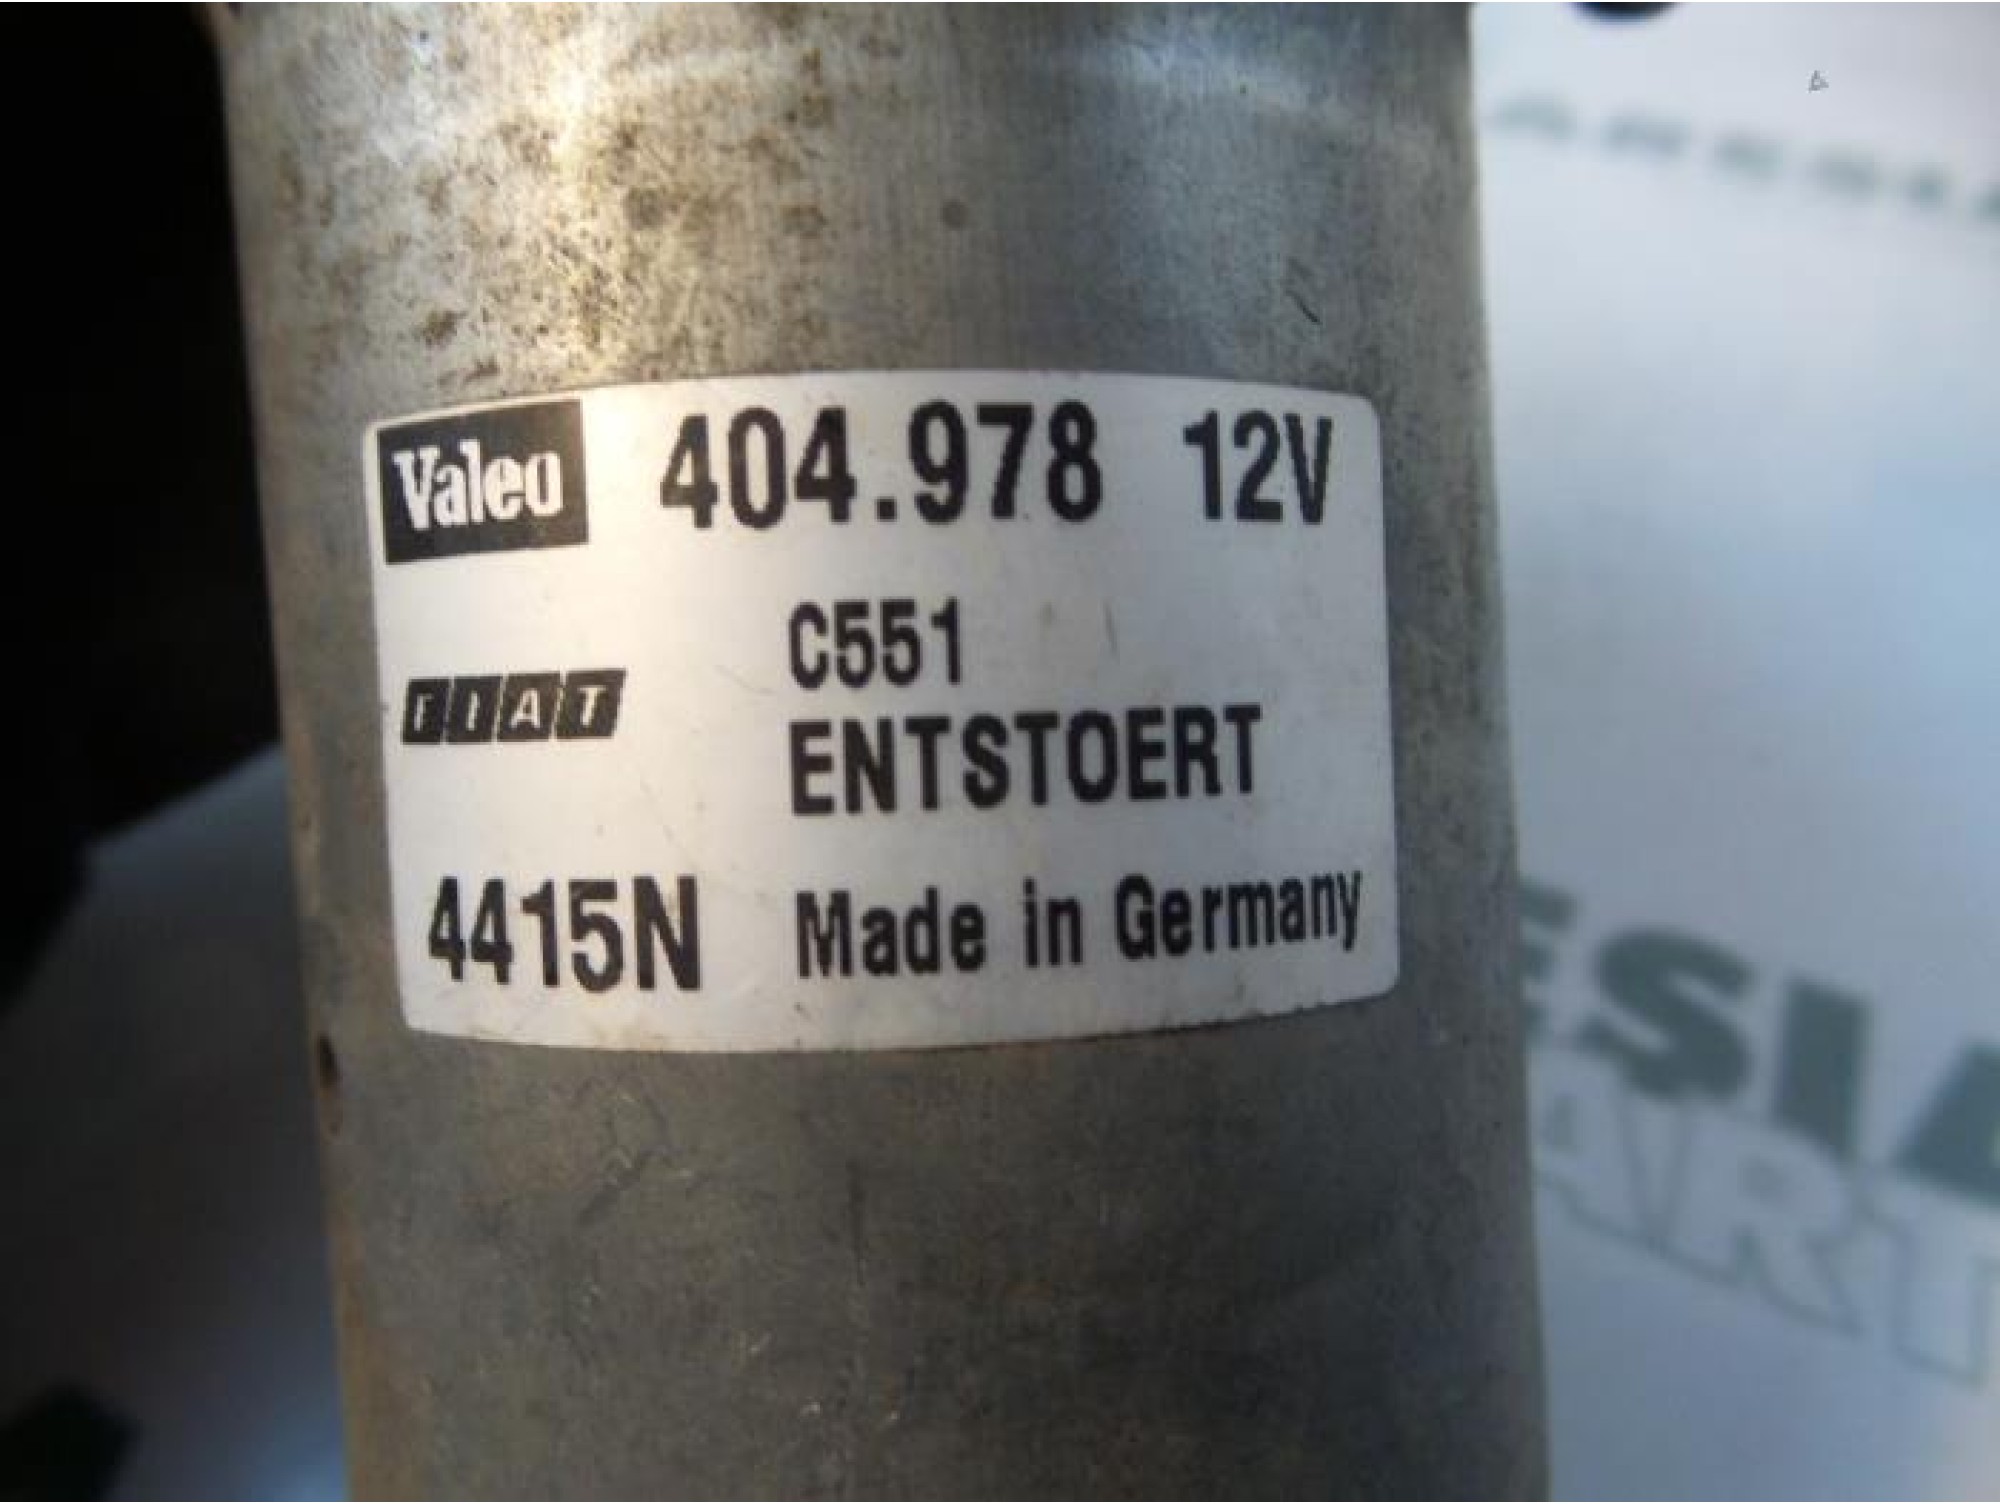 Valeo 404.978 12V
C551
FIAT
ENTSTOERT
4415N Made in Germany